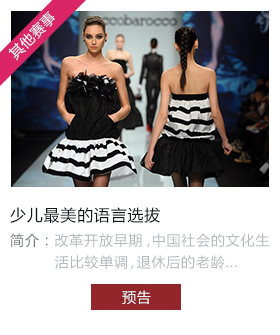 其他赛事
ccobarocco
少儿最美的语言选拔
简介：改革开放早期,中国社会的文化生
活比较单调,退休后的老龄...
预告